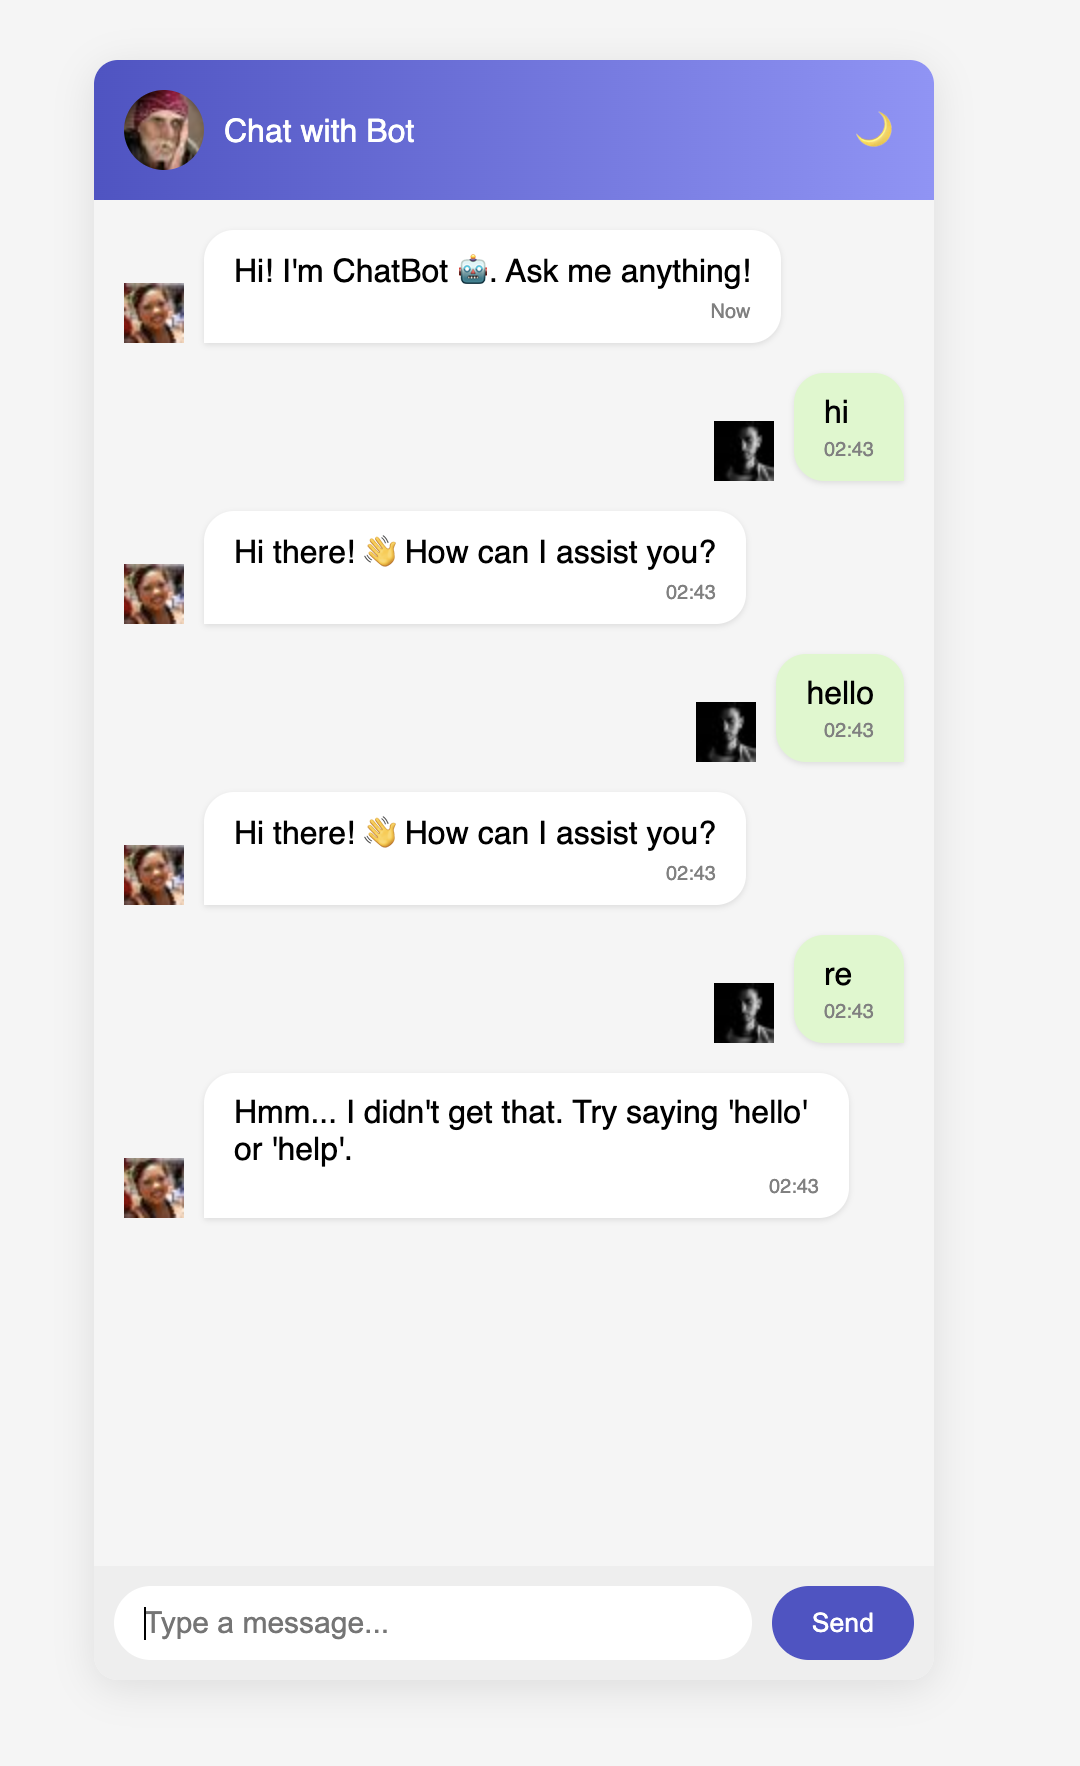 Chat with Bot 🌙
Hi! I'm ChatBot 🤖. Ask me anything!
Now
hi
02:43
Hi there! 👋 How can I assist you?
02:43
hello
02:43
Hi there! 👋 How can I assist you?
02:43
re
02:43
Hmm... I didn't get that. Try saying 'hello'
or 'help'.
02:43
Type a message...
Send